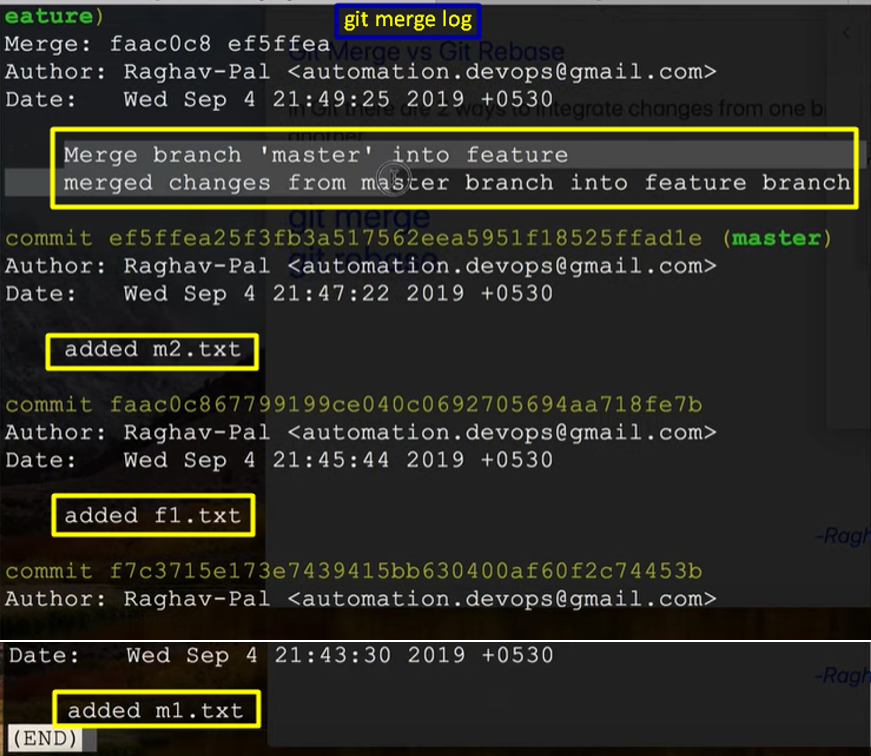 eature)
git merge log
Merge: faac0c8 ef5ffea
Git Merge vs Git Rebase
Author: Raghav-Pal <automation.devops@gmail.com>
Date: Wed Sep 4 21:49:25 2019 +0530
in Git there are 2 ways to integrate changes from one b
another
Merge branch 'master' into feature
merged changes from master branch into feature branch
git merge
commit ef5ffea25f3fb3a517562eea5951f18525ffad1e (master)
git rebase
Author: Raghav-Pal <automation.devops@gmail.com>
Date: Wed Sep 4 21:47:22 2019 +0530
added m2.txt
commit faac0c867799199ce040c0692705694aa718fe7b
Author: Raghav-Pal <automation.devops@gmail.com>
Date: Wed Sep 4 21:45:44 2019 +0530
added f1.txt
-Ragh
commit f7c3715e173e7439415bb630400af60f2c74453b
Author: Raghav-Pal <automation.devops@gmail.com>
Date: Wed Sep 4 21:43:30 2019 +0530
-Ragh
added m1.txt
(END)